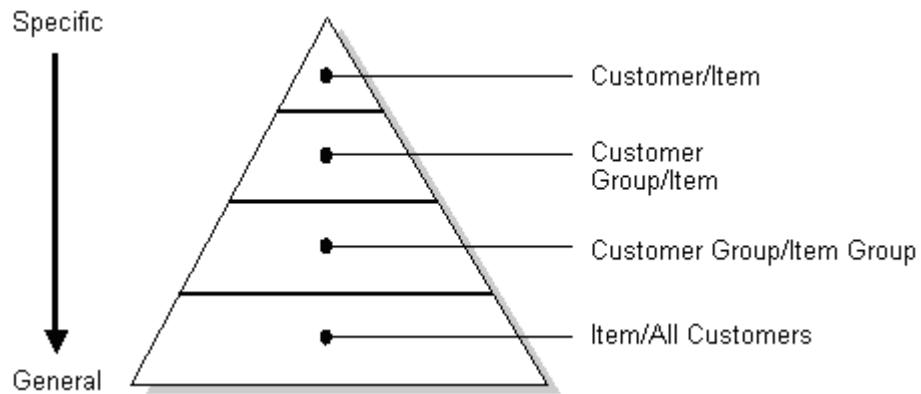 Specific
Customer/Item
Customer
Group/Item
Customer Group/Item Group
Item/All Customers
General